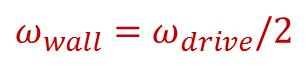 ω_wall = ω_drive/2